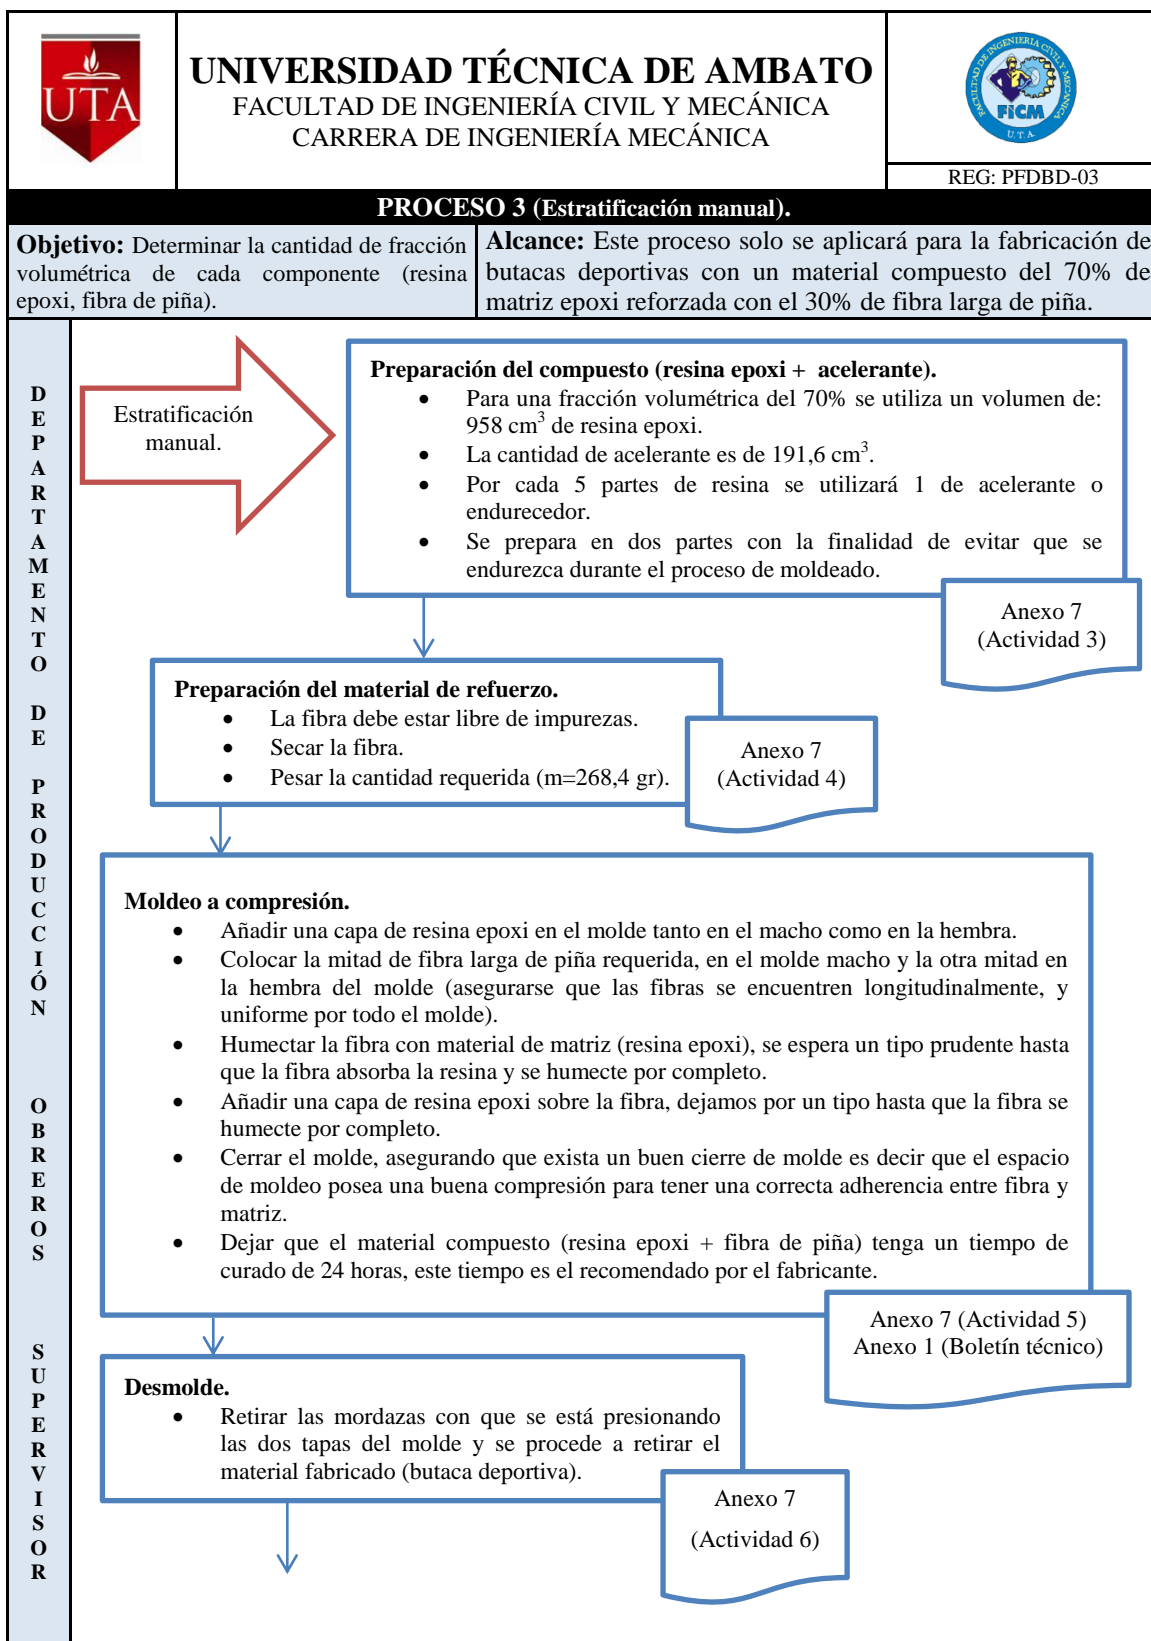 UTA
UNIVERSIDAD TÉCNICA DE AMBATO
FACULTAD DE INGENIERÍA CIVIL Y MECÁNICA
CARRERA DE INGENIERÍA MECÁNICA
FACULTAD DE INGENIERIA CIVIL Y MECANICA
FICM
U.T.A.
REG: PFDBD-03
PROCESO 3 (Estratificación manual).
Objetivo: Determinar la cantidad de fracción
volumétrica de cada componente (resina
epoxi, fibra de piña).
Alcance: Este proceso solo se aplicará para la fabricación de
butacas deportivas con un material compuesto del 70% de
matriz epoxi reforzada con el 30% de fibra larga de piña.
DEPARTAMENTO DE PRODUCCIÓN
OBREROS
SUPERVISOR
Estratificación
manual.
Preparación del compuesto (resina epoxi + acelerante).
• Para una fracción volumétrica del 70% se utiliza un volumen de:
958 cm³ de resina epoxi.
• La cantidad de acelerante es de 191,6 cm³.
• Por cada 5 partes de resina se utilizará 1 de acelerante o
endurecedor.
• Se prepara en dos partes con la finalidad de evitar que se
endurezca durante el proceso de moldeado.
Anexo 7
(Actividad 3)
Preparación del material de refuerzo.
• La fibra debe estar libre de impurezas.
• Secar la fibra.
• Pesar la cantidad requerida (m=268,4 gr).
Anexo 7
(Actividad 4)
Moldeo a compresión.
• Añadir una capa de resina epoxi en el molde tanto en el macho como en la hembra.
• Colocar la mitad de fibra larga de piña requerida, en el molde macho y la otra mitad en
la hembra del molde (asegurarse que las fibras se encuentren longitudinalmente, y
uniforme por todo el molde).
• Humectar la fibra con material de matriz (resina epoxi), se espera un tipo prudente hasta
que la fibra absorba la resina y se humecte por completo.
• Añadir una capa de resina epoxi sobre la fibra, dejamos por un tipo hasta que la fibra se
humecte por completo.
• Cerrar el molde, asegurando que exista un buen cierre de molde es decir que el espacio
de moldeo posea una buena compresión para tener una correcta adherencia entre fibra y
matriz.
• Dejar que el material compuesto (resina epoxi + fibra de piña) tenga un tiempo de
curado de 24 horas, este tiempo es el recomendado por el fabricante.
Anexo 7 (Actividad 5)
Anexo 1 (Boletín técnico)
Desmolde.
• Retirar las mordazas con que se está presionando
las dos tapas del molde y se procede a retirar el
material fabricado (butaca deportiva).
Anexo 7
(Actividad 6)